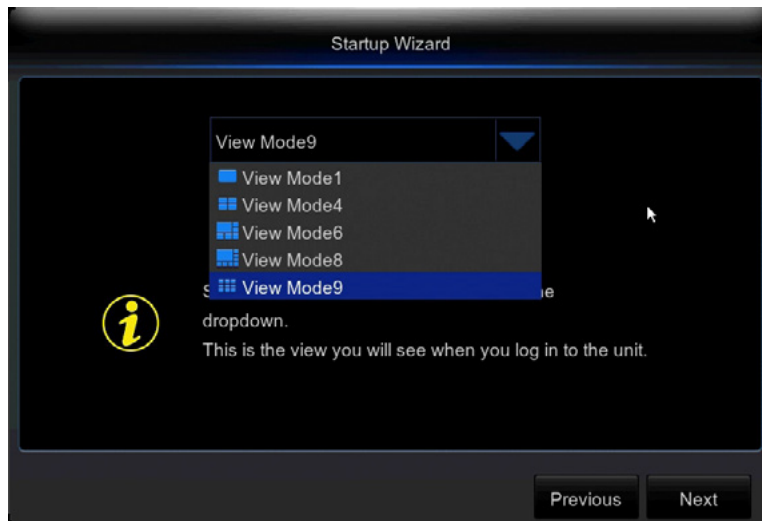 Startup Wizard
View Mode9
View Mode1
View Mode4
View Mode6
View Mode8
View Mode9
dropdown.
This is the view you will see when you log in to the unit.
Previous Next